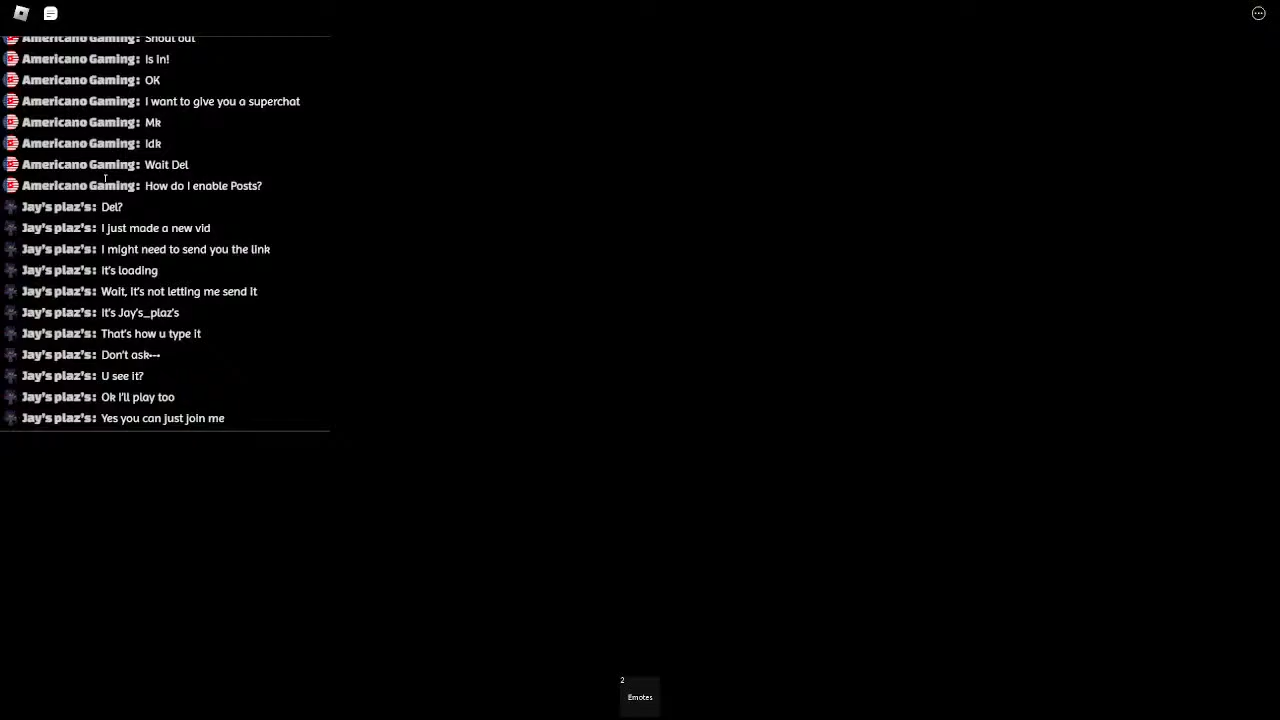 Americano Gaming: Shout out
Americano Gaming: Is in!
Americano Gaming: OK
Americano Gaming: I want to give you a superchat
Americano Gaming: Mk
Americano Gaming: Idk
Americano Gaming: Wait Del
Americano Gaming: How do I enable Posts?
Jay's plaz's: Del?
Jay's plaz's: I just made a new vid
Jay's plaz's: I might need to send you the link
Jay's plaz's: It's loading
Jay's plaz's: Wait, it's not letting me send it
Jay's plaz's: It's Jay's_plaz's
Jay's plaz's: That's how u type it
Jay's plaz's: Don't ask---
Jay's plaz's: U see it?
Jay's plaz's: Ok I'll play too
Jay's plaz's: Yes you can just join me
2
Emotes